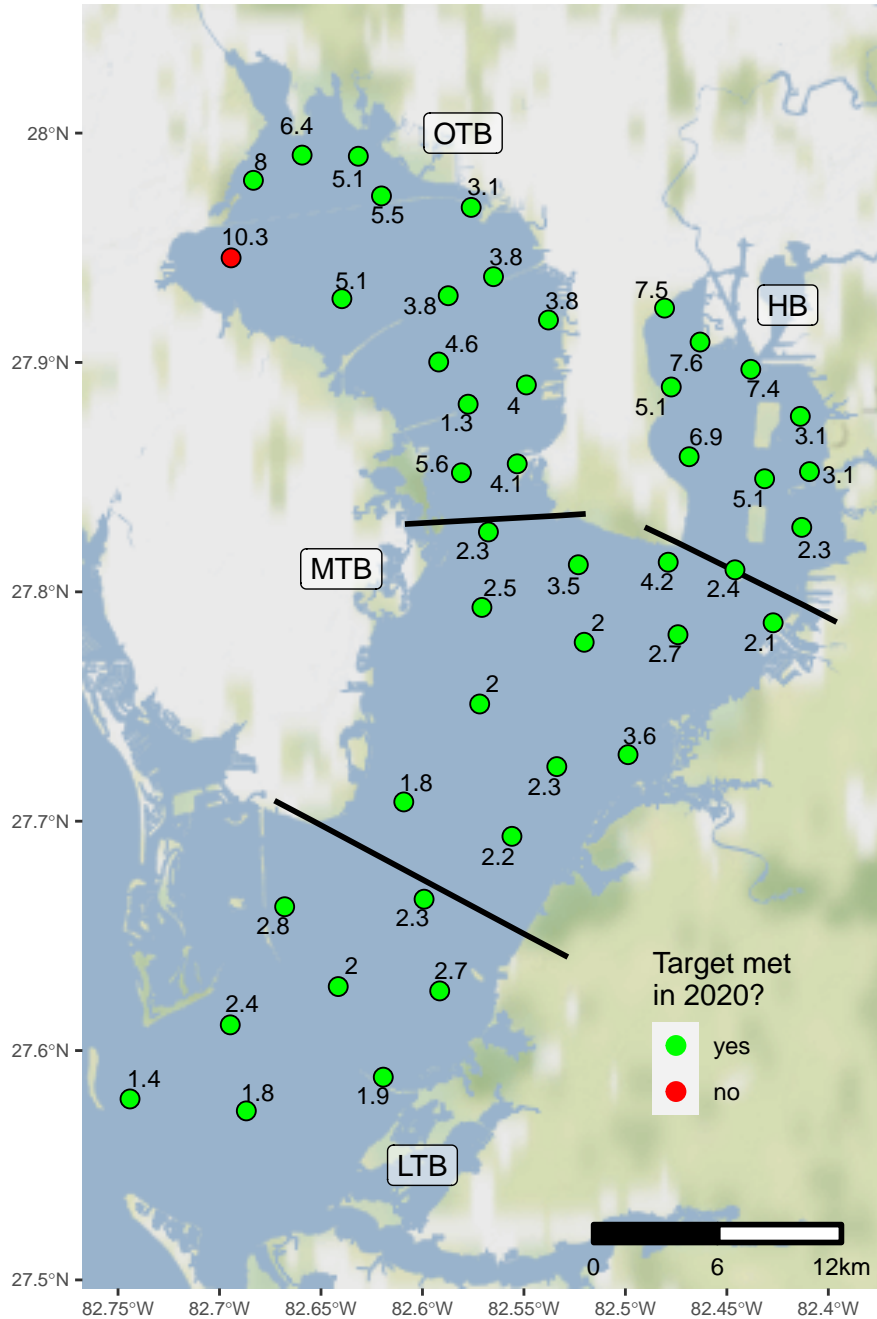 6.4
OTB
28°N
8
5.1
5.5
3.1
10.3
3.8
5.1
3.8
3.8
7.5
HB
4.6
7.6
27.9°N
7.4
4
5.1
1.3
3.1
6.9
5.6
4.1
3.1
5.1
2.3
2.3
MTB
3.5
4.2
2.4
27.8°N
2.5
2
2.7
2.1
2
3.6
1.8
2.3
27.7°N
2.2
2.8
2.3
2
2.7
Target met
in 2020?
2.4
yes
27.6°N
1.4
1.8
1.9
no
LTB
0
6
12km
27.5°N
82.75°W
82.7°W
82.65°W
82.6°W
82.55°W
82.5°W
82.45°W
82.4°W